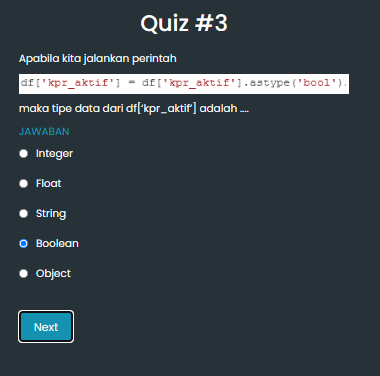 Quiz #3
Apabila kita jalankan perintah
df['kpr_aktif'] = df['kpr_aktif'].astype('bool').
maka tipe data dari df['kpr_aktif'] adalah ....
JAWABAN
Integer
Float
String
Boolean
Object
Next